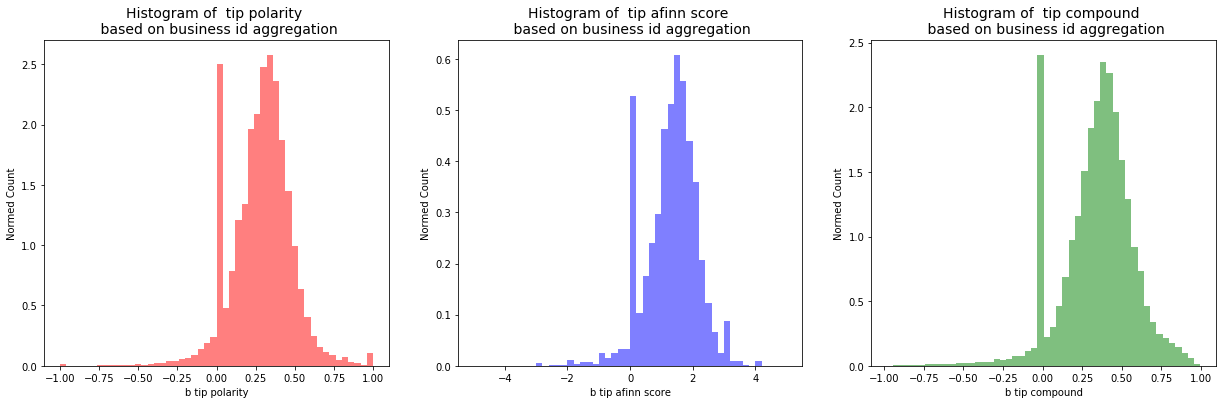 Histogram of  tip polarity
based on business id aggregation
2.5
2.0
1.5
1.0
0.5
0.0
Normed Count
−1.00 −0.75 −0.50 −0.25 0.00 0.25 0.50 0.75 1.00
b tip polarity
Histogram of  tip afinn score
based on business id aggregation
0.6
0.5
0.4
0.3
0.2
0.1
0.0
Normed Count
−4 −2 0 2 4
b tip afinn score
Histogram of  tip compound
based on business id aggregation
2.5
2.0
1.5
1.0
0.5
0.0
Normed Count
−1.00 −0.75 −0.50 −0.25 0.00 0.25 0.50 0.75 1.00
b tip compound